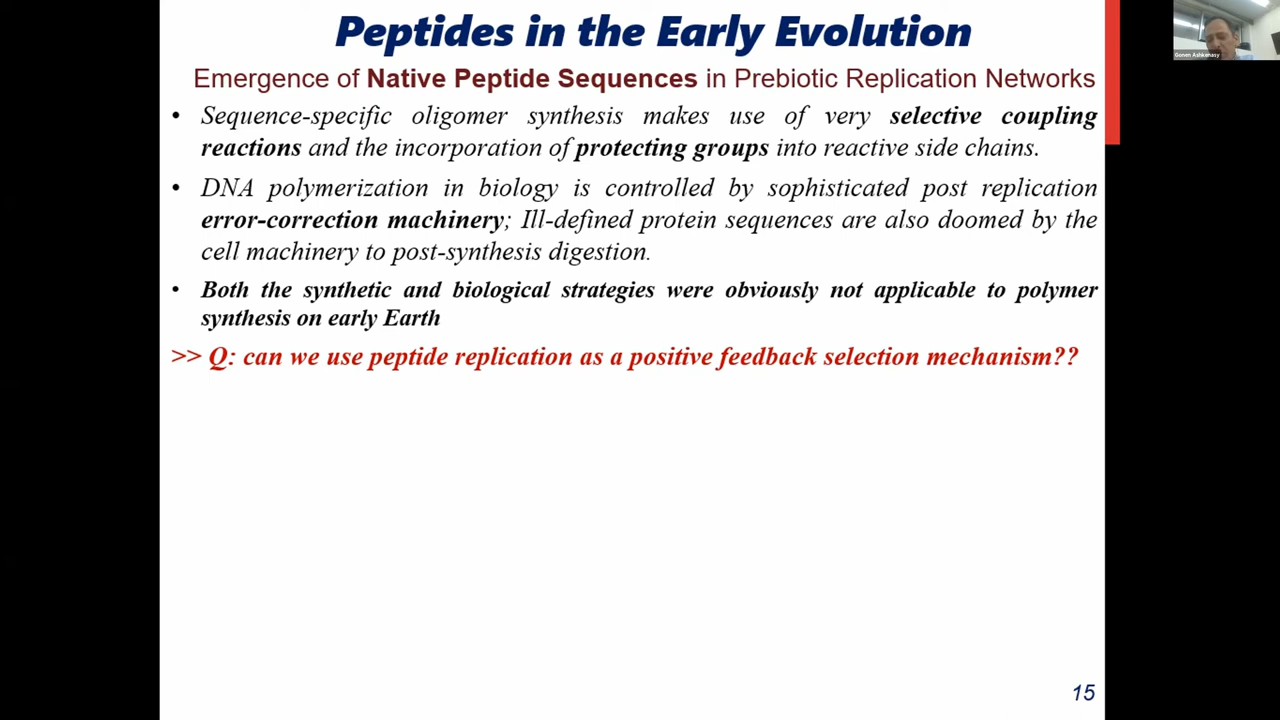 Peptides in the Early Evolution
Gonen Ashkenasy
Emergence of Native Peptide Sequences in Prebiotic Replication Networks
• Sequence-specific oligomer synthesis makes use of very selective coupling
reactions and the incorporation of protecting groups into reactive side chains.
• DNA polymerization in biology is controlled by sophisticated post replication
error-correction machinery; Ill-defined protein sequences are also doomed by the
cell machinery to post-synthesis digestion.
• Both the synthetic and biological strategies were obviously not applicable to polymer
synthesis on early Earth
>> Q: can we use peptide replication as a positive feedback selection mechanism??
15